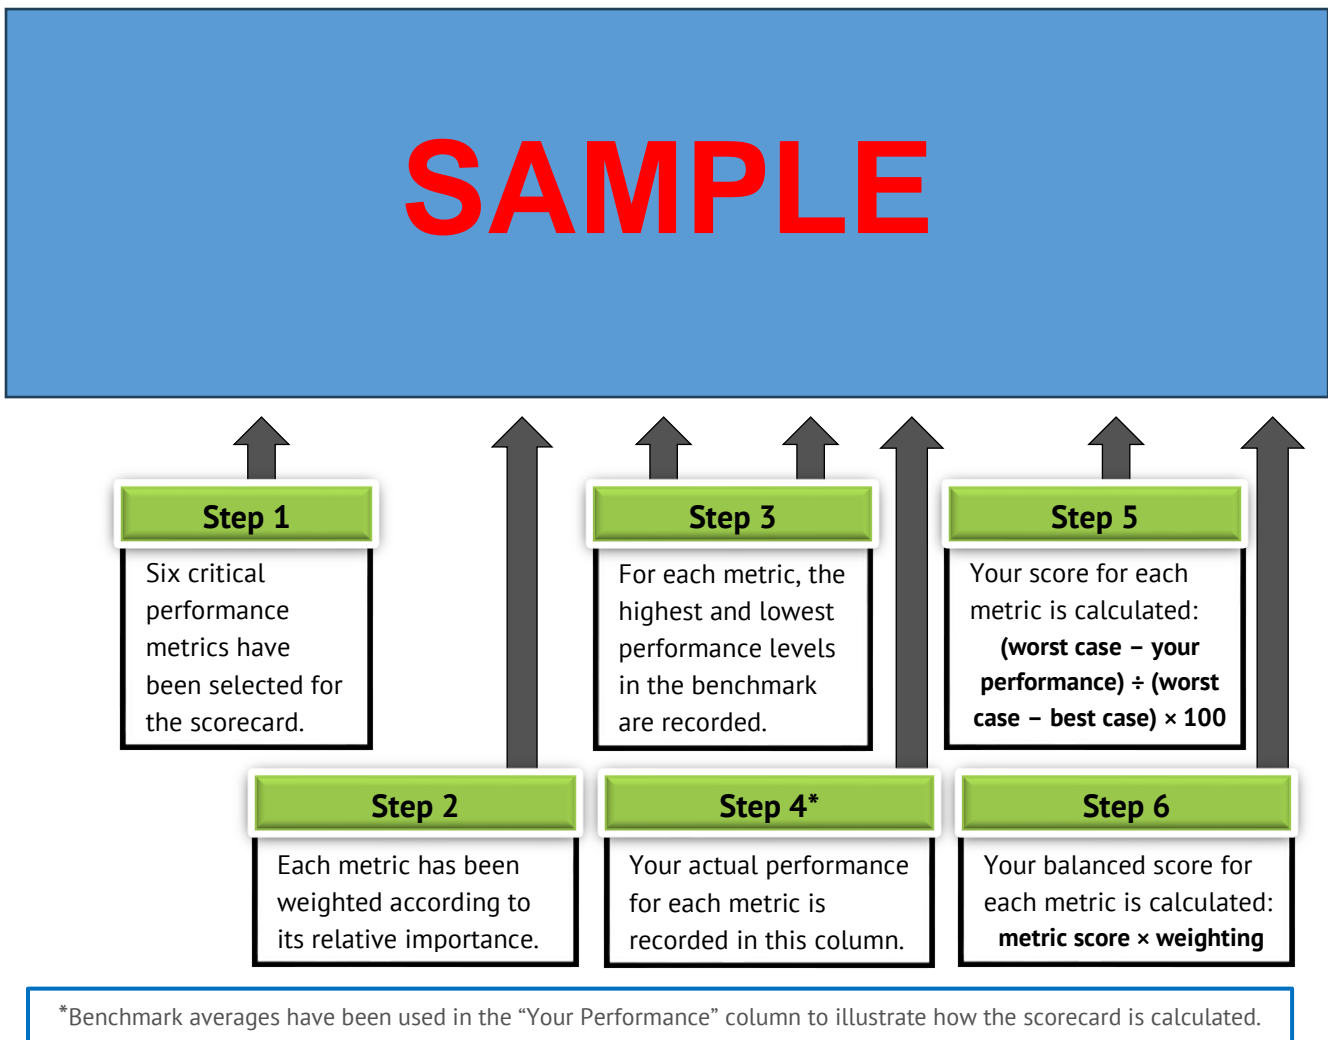 SAMPLE
Step 1
Six critical
performance
metrics have
been selected for
the scorecard.
Step 2
Each metric has been
weighted according to
its relative importance.
Step 3
For each metric, the
highest and lowest
performance levels
in the benchmark
are recorded.
Step 4*
Your actual performance
for each metric is
recorded in this column.
Step 5
Your score for each
metric is calculated:
(worst case – your
performance) ÷ (worst
case – best case) × 100
Step 6
Your balanced score for
each metric is calculated:
metric score × weighting
*Benchmark averages have been used in the “Your Performance” column to illustrate how the scorecard is calculated.